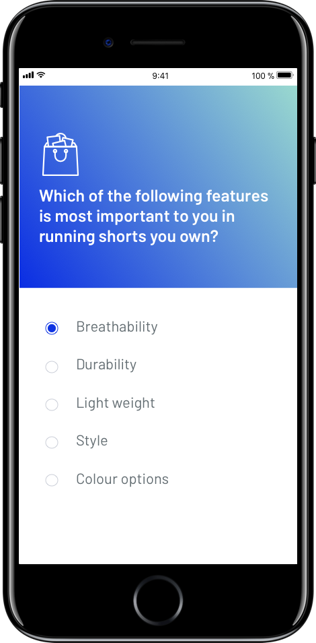 9:41
100 %
Which of the following features
is most important to you in
running shorts you own?
Breathability
Durability
Light weight
Style
Colour options